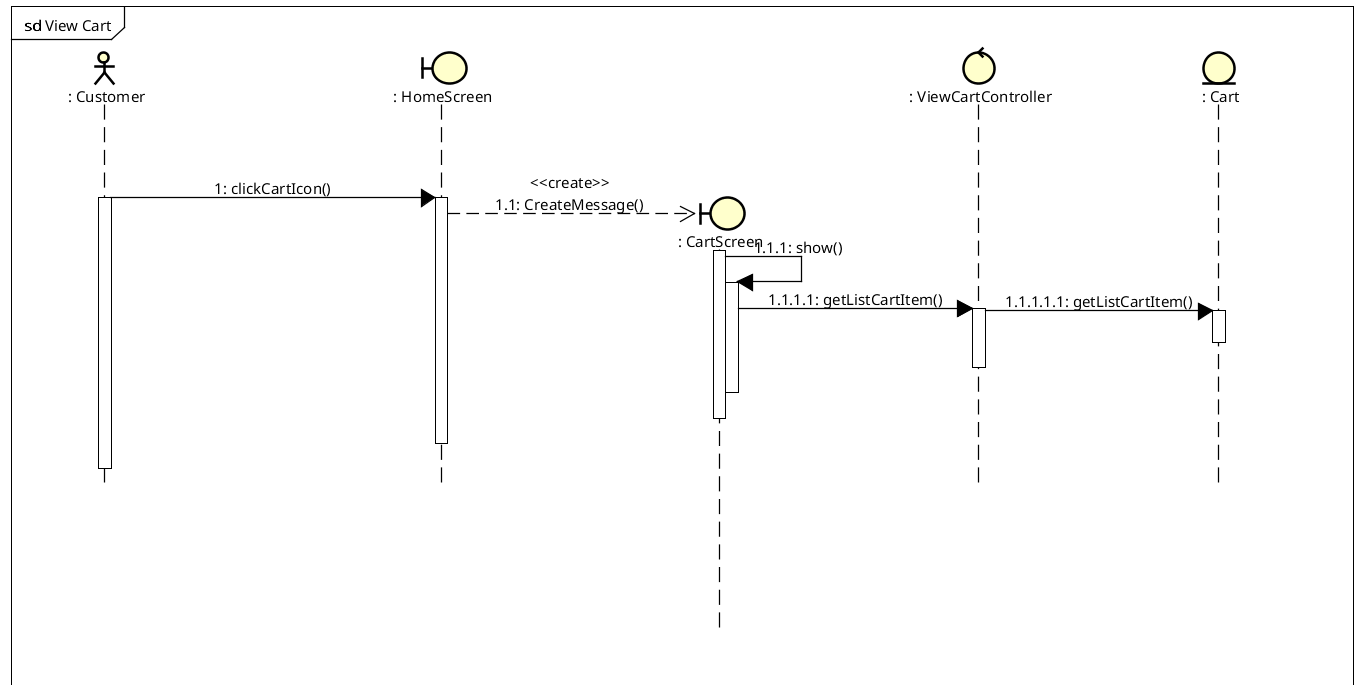 sd View Cart
: Customer
: HomeScreen
: ViewCartController
: Cart
1: clickCartIcon()
<<create>>
1.1: CreateMessage()
: CartScreen
1.1.1: show()
1.1.1.1: getListCartItem()
1.1.1.1.1: getListCartItem()